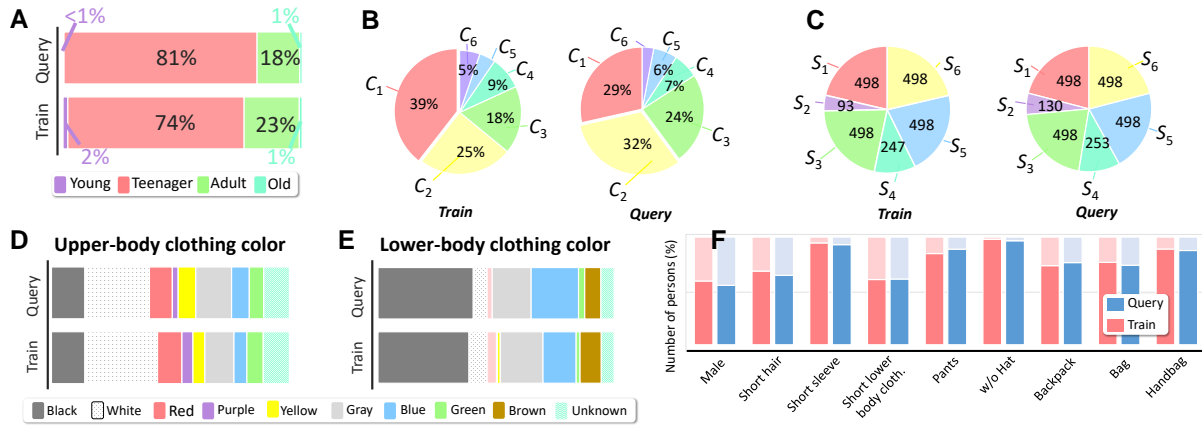 A
<1%
1%
Query
81%
18%
Train
74%
23%
2%
1%
Young
Teenager
Adult
Old
B
C6
C5
C4
C1
5%
9%
39%
18%
C3
25%
C2
Train
C6
C5
C4
C1
6%
7%
29%
24%
C3
32%
C2
Query
C
S1
S6
498
498
S2
93
498
498
S5
247
S3
S4
Train
S1
S6
498
498
S2
130
498
498
S5
253
S3
S4
Query
D
Upper-body clothing color
Query
Train
E
Lower-body clothing color
Query
Train
Black
White
Red
Purple
Yellow
Gray
Blue
Green
Brown
Unknown
F
Number of persons (%)
Query
Train
Male
Short hair
Short sleeve
Short lower
body cloth.
Pants
w/o Hat
Backpack
Bag
Handbag